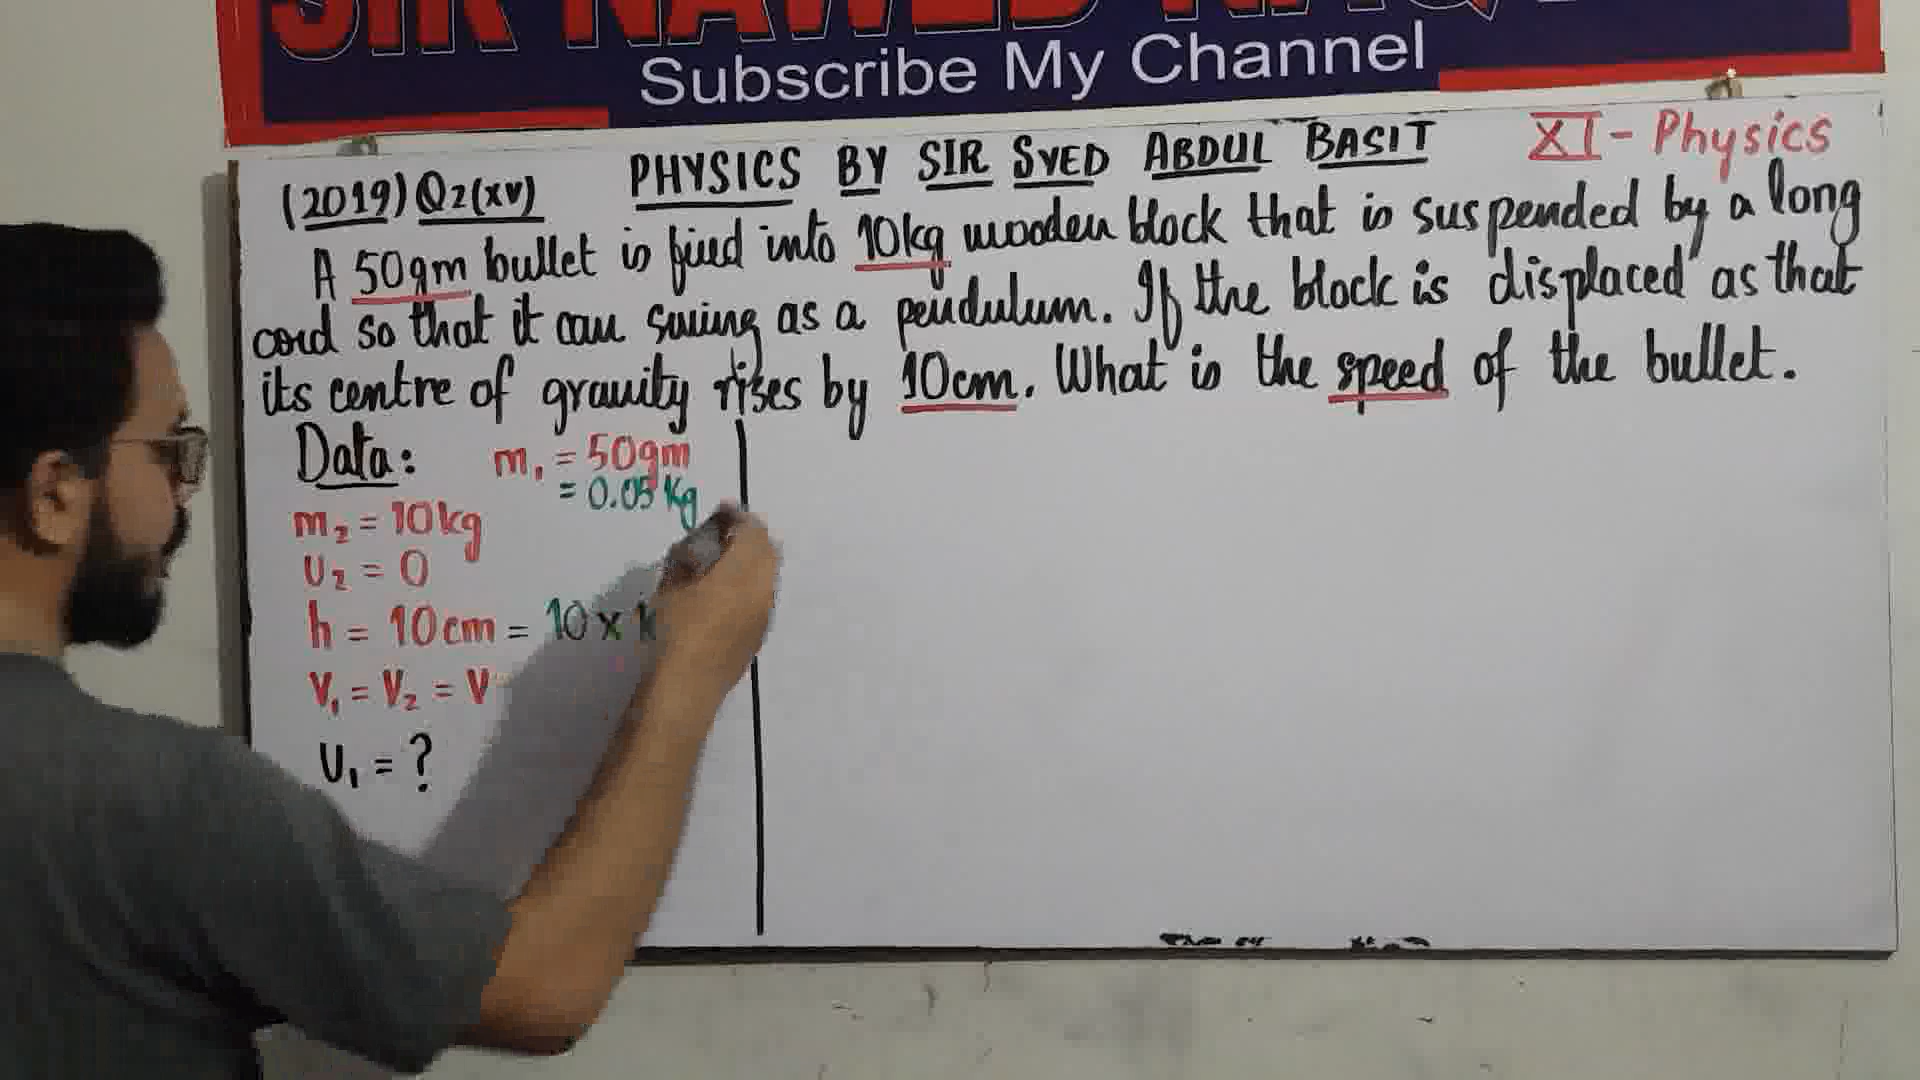 Subscribe My Channel
PHYSICS BY SIR SYED ABDUL BASIT XI - Physics
(2019) Q2(xv)
A 50gm bullet is fired into 10kg wooden block that is suspended by a long
cord so that it can swing as a pendulum. If the block is displaced as that
its centre of gravity rises by 10cm. What is the speed of the bullet.
Data: m₁ = 50gm
= 0.05 Kg
m₂ = 10kg
U₂ = 0
h = 10cm = 10 x
V₁ = V₂ = V
U₁ = ?